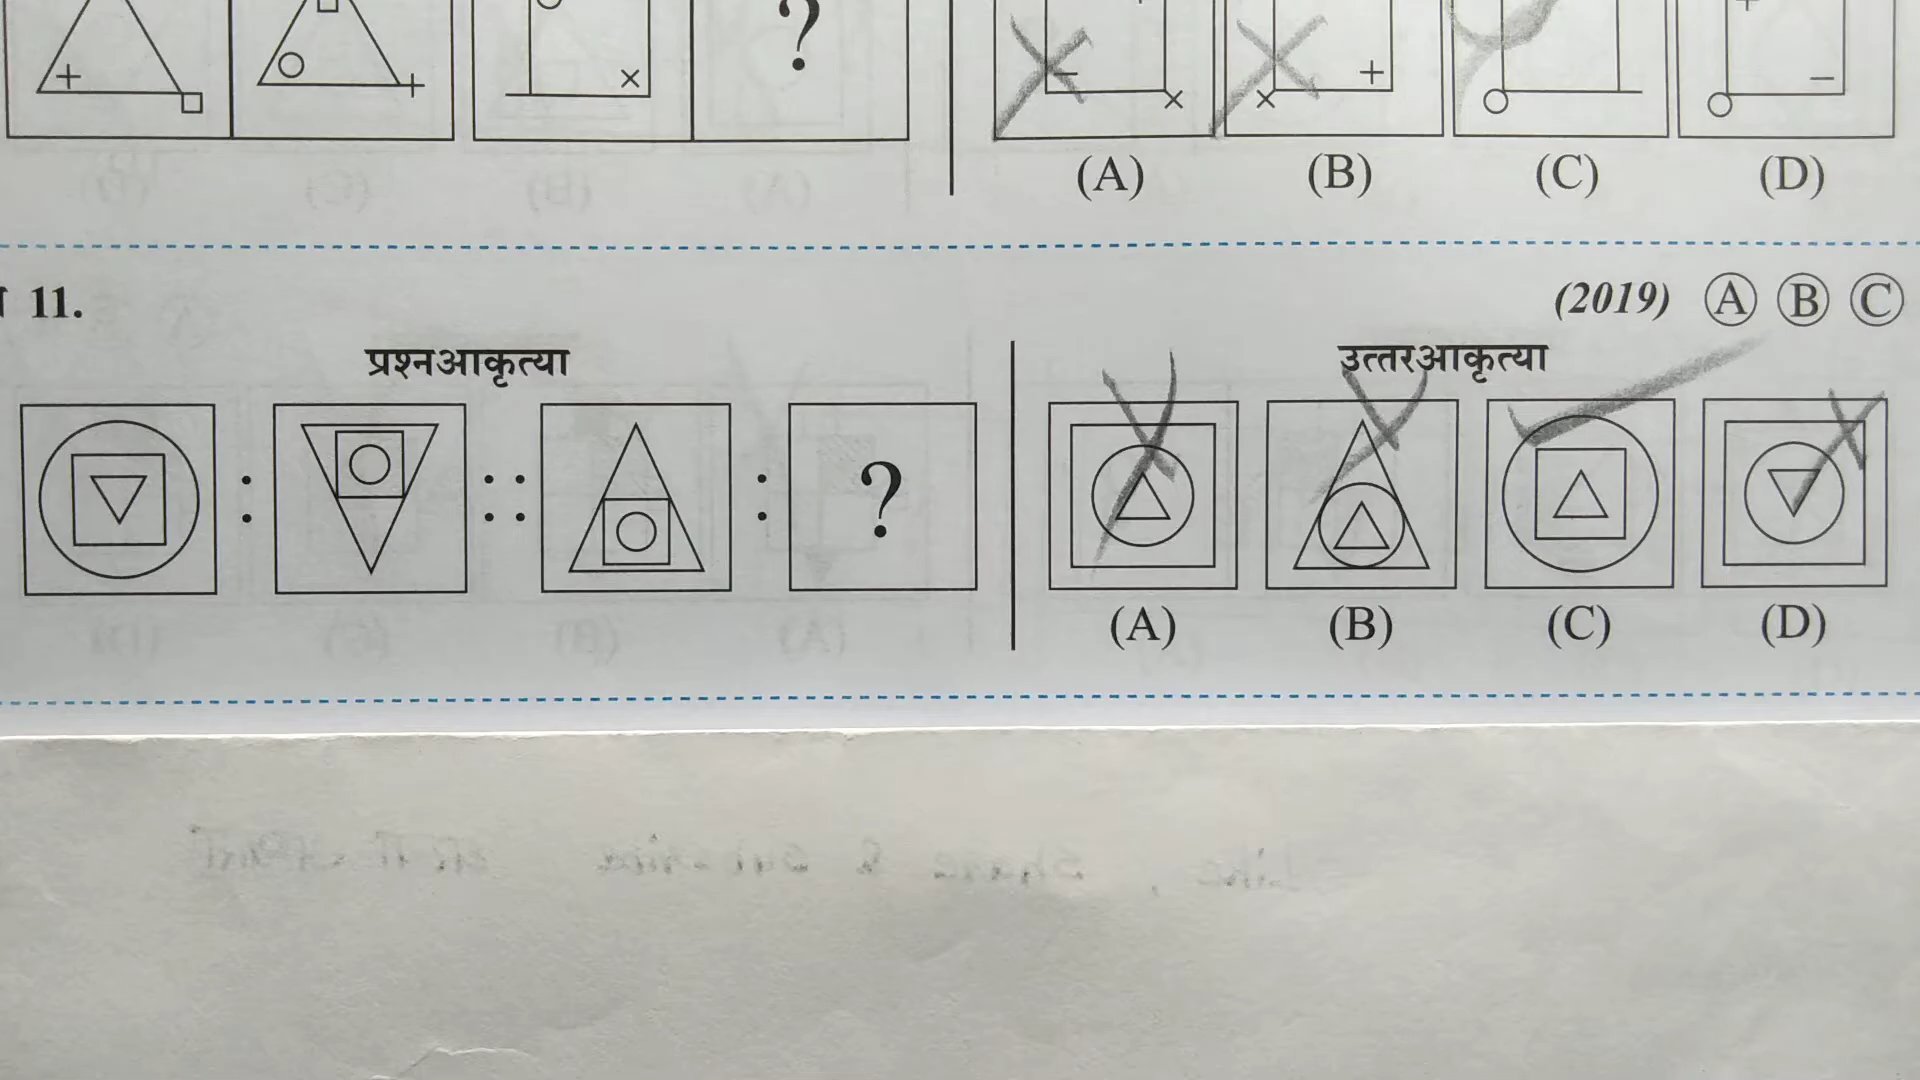 + + × ? × + -
(A) (B) (C) (D)
11. (2019) Ⓐ Ⓑ Ⓒ
प्रश्नआकृत्या उत्तरआकृत्या
: :: : ?
(A) (B) (C) (D)